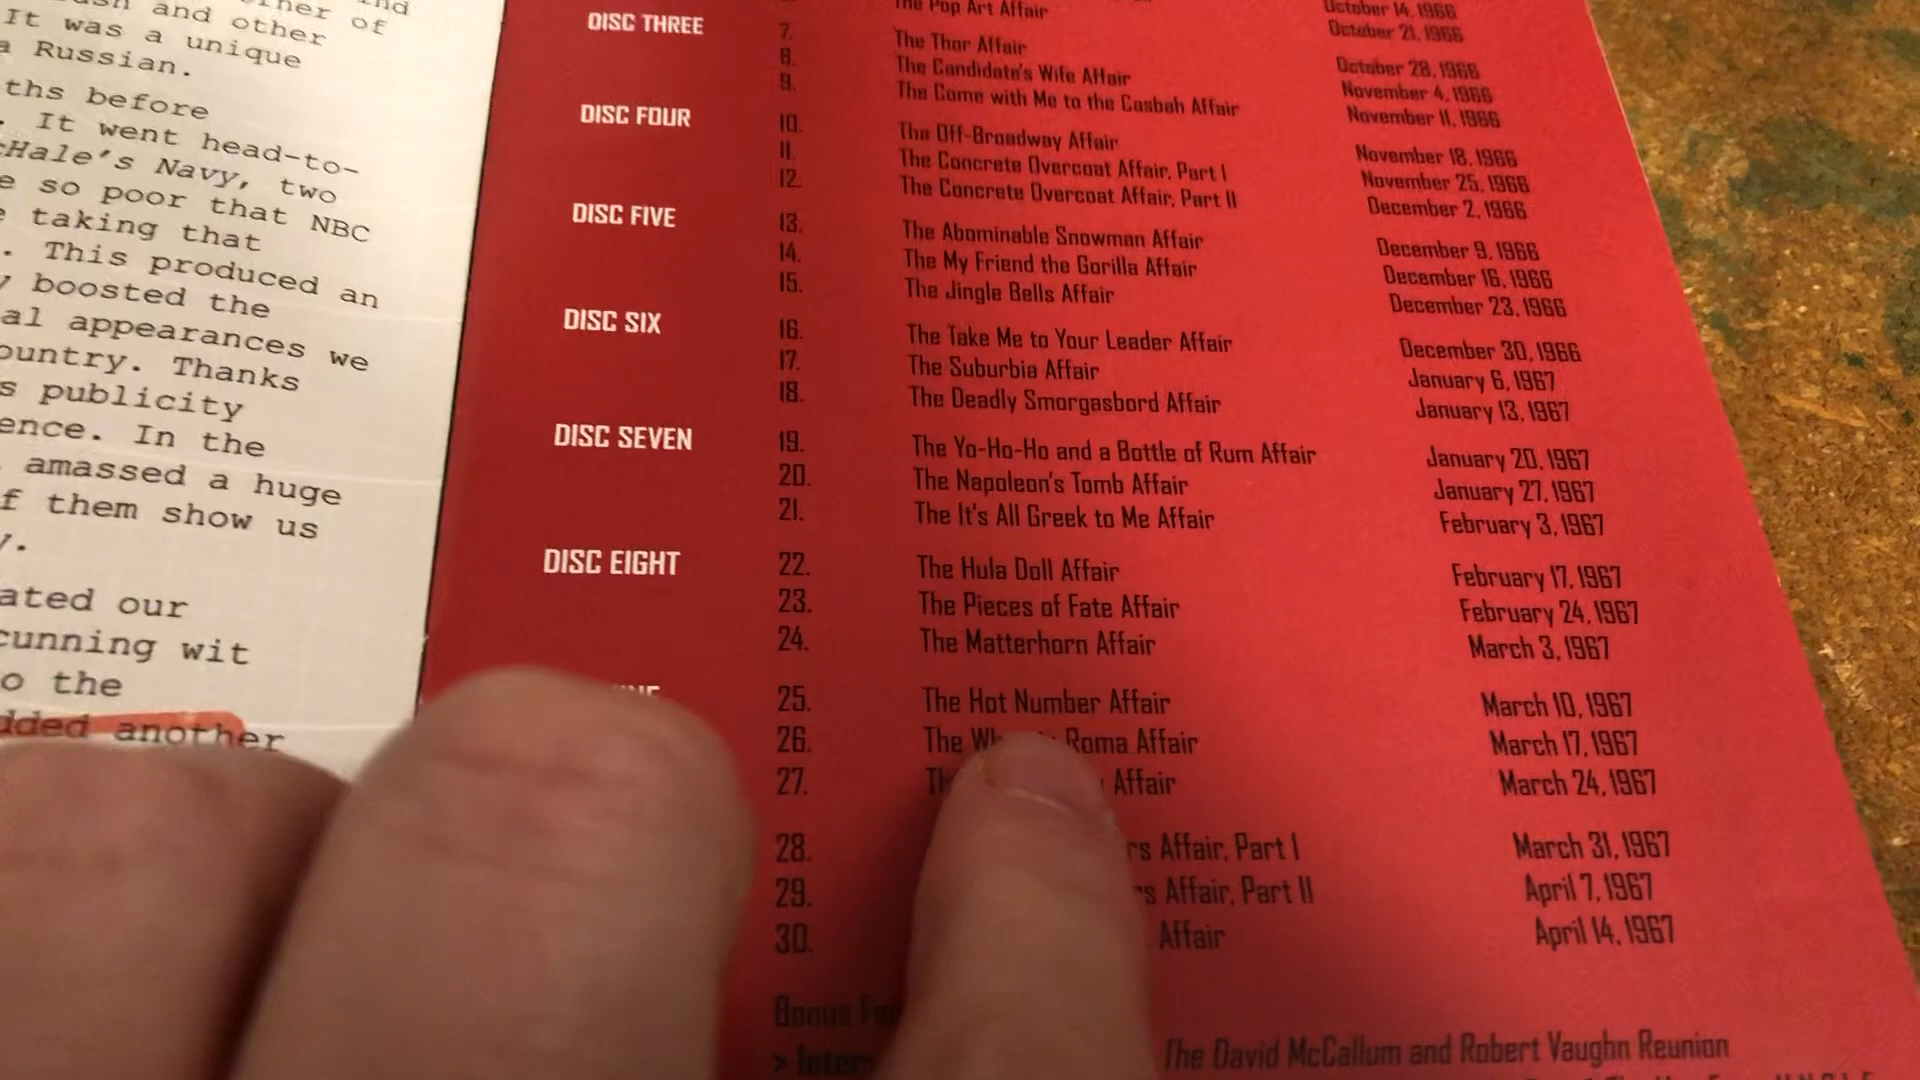 and other
It was a unique
a Russian.
ths before
. It went head-to-
cHale's Navy, two
e so poor that NBC
e taking that
. This produced an
y boosted the
al appearances we
ountry. Thanks
s publicity
ence. In the
amassed a huge
f them show us
y.
ated our
cunning wit
o the
dded another
The Pop Art Affair October 14, 1966
DISC THREE 7. The Thor Affair October 21, 1966
8. The Candidate's Wife Affair October 28, 1966
9. The Come with Me to the Casbah Affair November 4, 1966
November 11, 1966
DISC FOUR 10. The Off-Broadway Affair November 18, 1966
11. The Concrete Overcoat Affair, Part I November 25, 1966
12. The Concrete Overcoat Affair, Part II December 2, 1966
DISC FIVE 13. The Abominable Snowman Affair December 9, 1966
14. The My Friend the Gorilla Affair December 16, 1966
15. The Jingle Bells Affair December 23, 1966
DISC SIX 16. The Take Me to Your Leader Affair December 30, 1966
17. The Suburbia Affair January 6, 1967
18. The Deadly Smorgasbord Affair January 13, 1967
DISC SEVEN 19. The Yo-Ho-Ho and a Bottle of Rum Affair January 20, 1967
20. The Napoleon's Tomb Affair January 27, 1967
21. The It's All Greek to Me Affair February 3, 1967
DISC EIGHT 22. The Hula Doll Affair February 17, 1967
23. The Pieces of Fate Affair February 24, 1967
24. The Matterhorn Affair March 3, 1967
25. The Hot Number Affair March 10, 1967
26. The Roma Affair March 17, 1967
27. Affair March 24, 1967
28. rs Affair, Part I March 31, 1967
29. rs Affair, Part II April 7, 1967
30. Affair April 14, 1967
Bonus
> Inter The David McCallum and Robert Vaughn Reunion